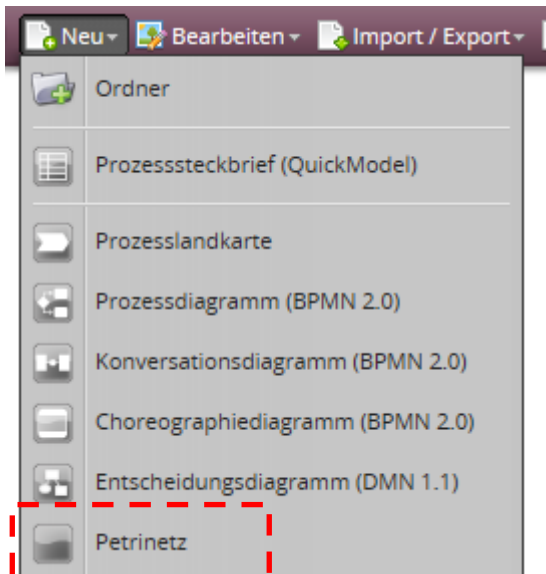 Neu Bearbeiten Import / Export
Ordner
Prozesssteckbrief (QuickModel)
Prozesslandkarte
Prozessdiagramm (BPMN 2.0)
Konversationsdiagramm (BPMN 2.0)
Choreographiediagramm (BPMN 2.0)
Entscheidungsdiagramm (DMN 1.1)
Petrinetz